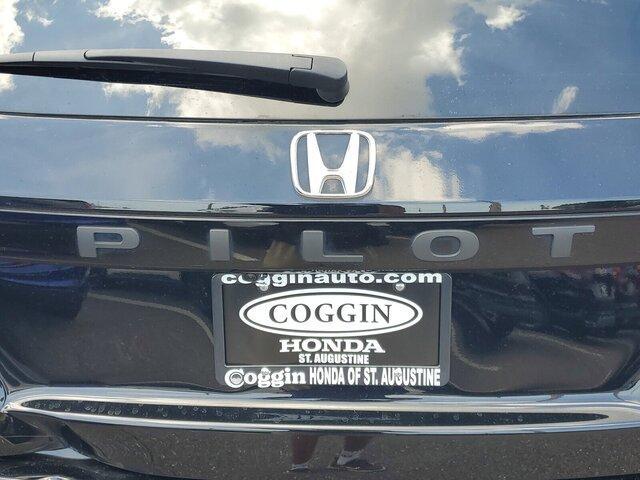 PILOT
cogginauto.com
COGGIN
HONDA
ST. AUGUSTINE
Coggin HONDA OF ST. AUGUSTINE